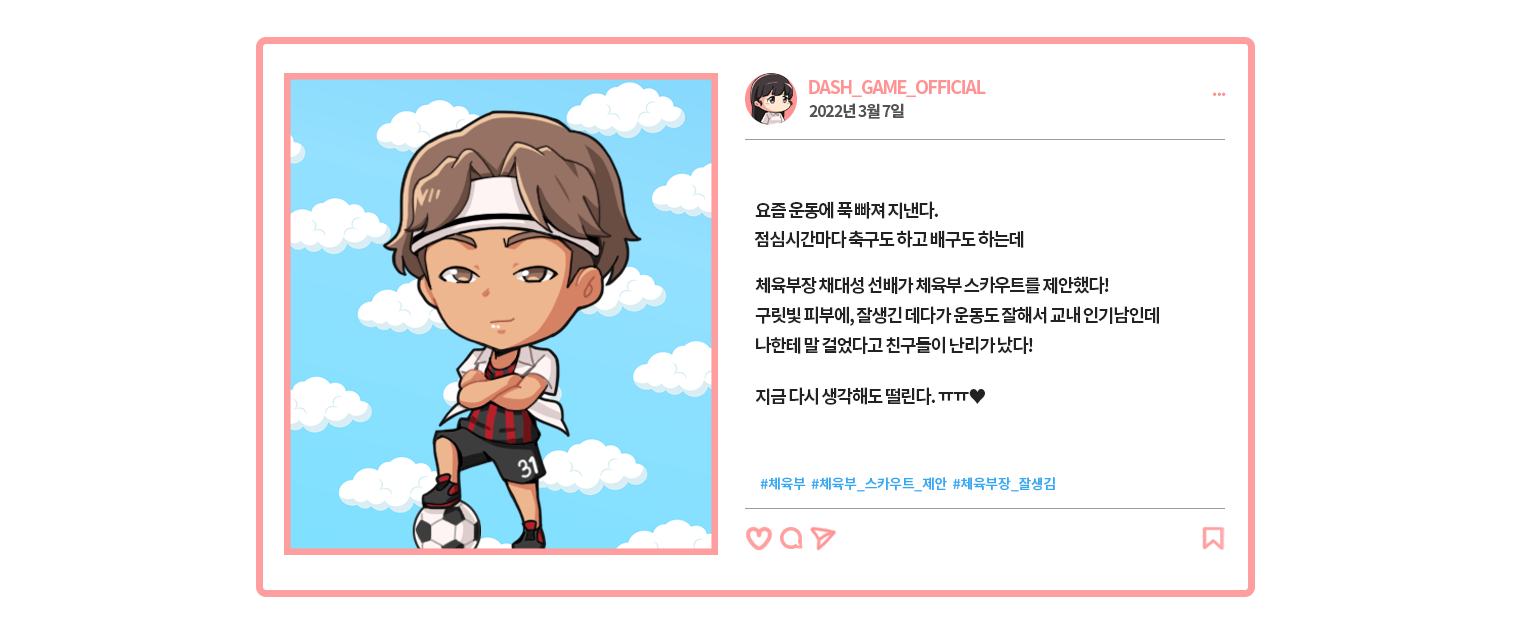 DASH_GAME_OFFICIAL
2022년 3월 7일
요즘 운동에 푹 빠져 지낸다.
점심시간마다 축구도 하고 배구도 하는데
체육부장 채대성 선배가 체육부 스카우트를 제안했다!
구릿빛 피부에, 잘생긴 데다가 운동도 잘해서 교내 인기남인데
나한테 말 걸었다고 친구들이 난리가 났다!
지금 다시 생각해도 떨린다. ㅠㅠ♥
#체육부 #체육부_스카우트_제안 #체육부장_잘생김
31